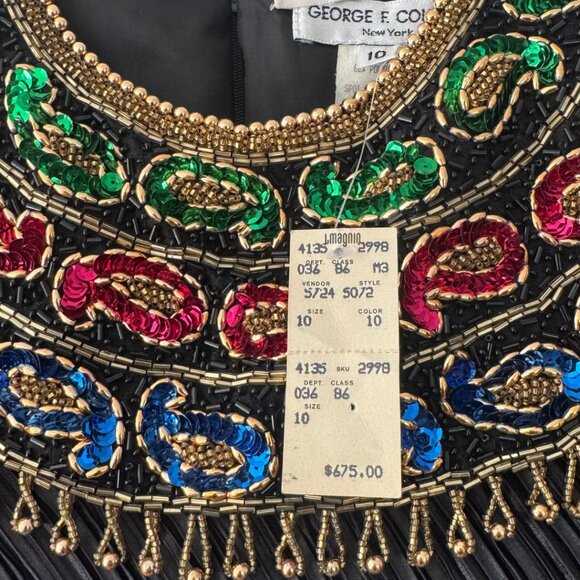 GEORGE F. COU
New York
10
I.magnin
4135 2998
DEPT. CLASS
036 86 M3
VENDOR STYLE
5724 5072
SIZE COLOR
10 10
4135 SKU 2998
DEPT. CLASS
036 86
SIZE
10
$675.00